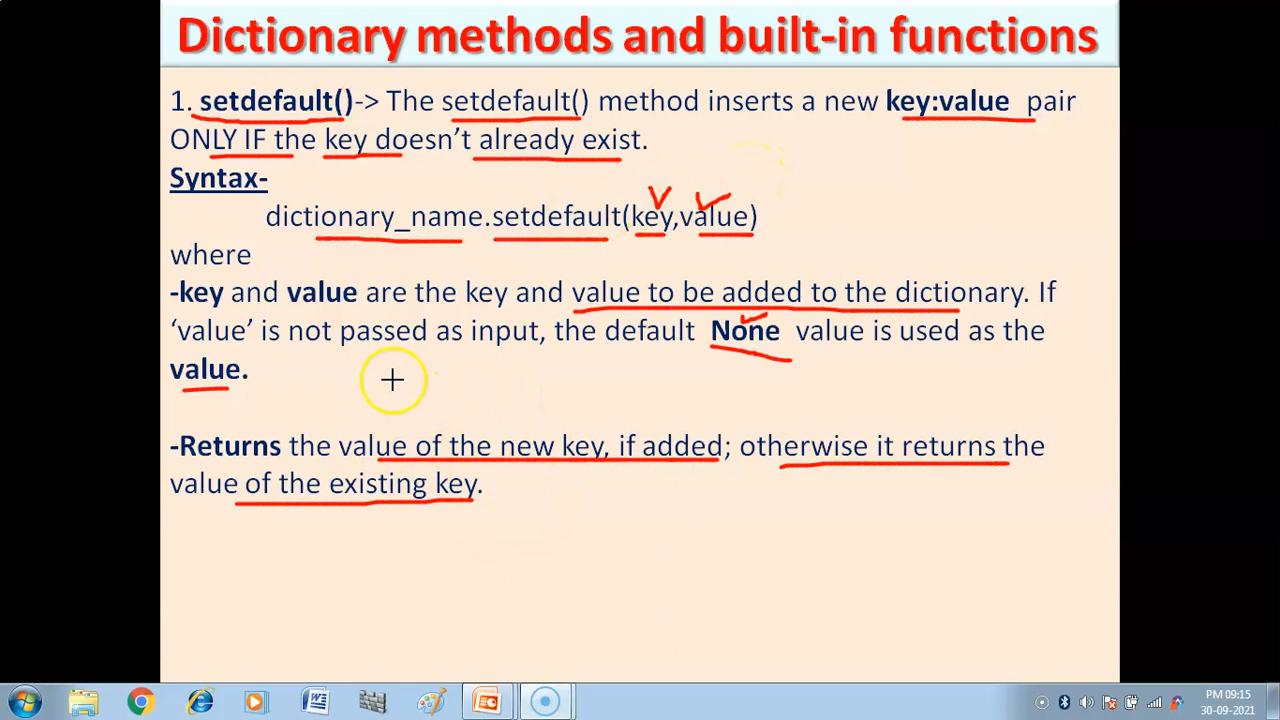 Dictionary methods and built-in functions
1. setdefault()-> The setdefault() method inserts a new key:value pair
ONLY IF the key doesn’t already exist.
Syntax-
dictionary_name.setdefault(key,value)
where
-key and value are the key and value to be added to the dictionary. If
‘value’ is not passed as input, the default None value is used as the
value.
-Returns the value of the new key, if added; otherwise it returns the
value of the existing key.
PM 09:15
30-09-2021